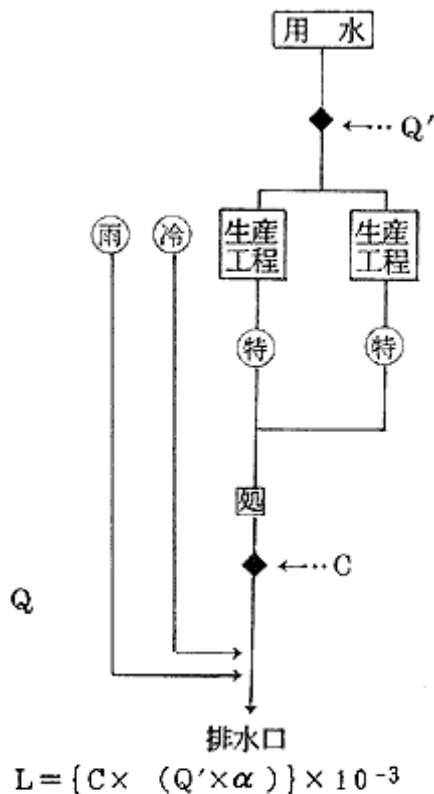 用 水
←… Q′
雨 冷 生産 生産
工程 工程
特 特
処
←… C
Q
排水口
L = {C× (Q′×α)}×10⁻³